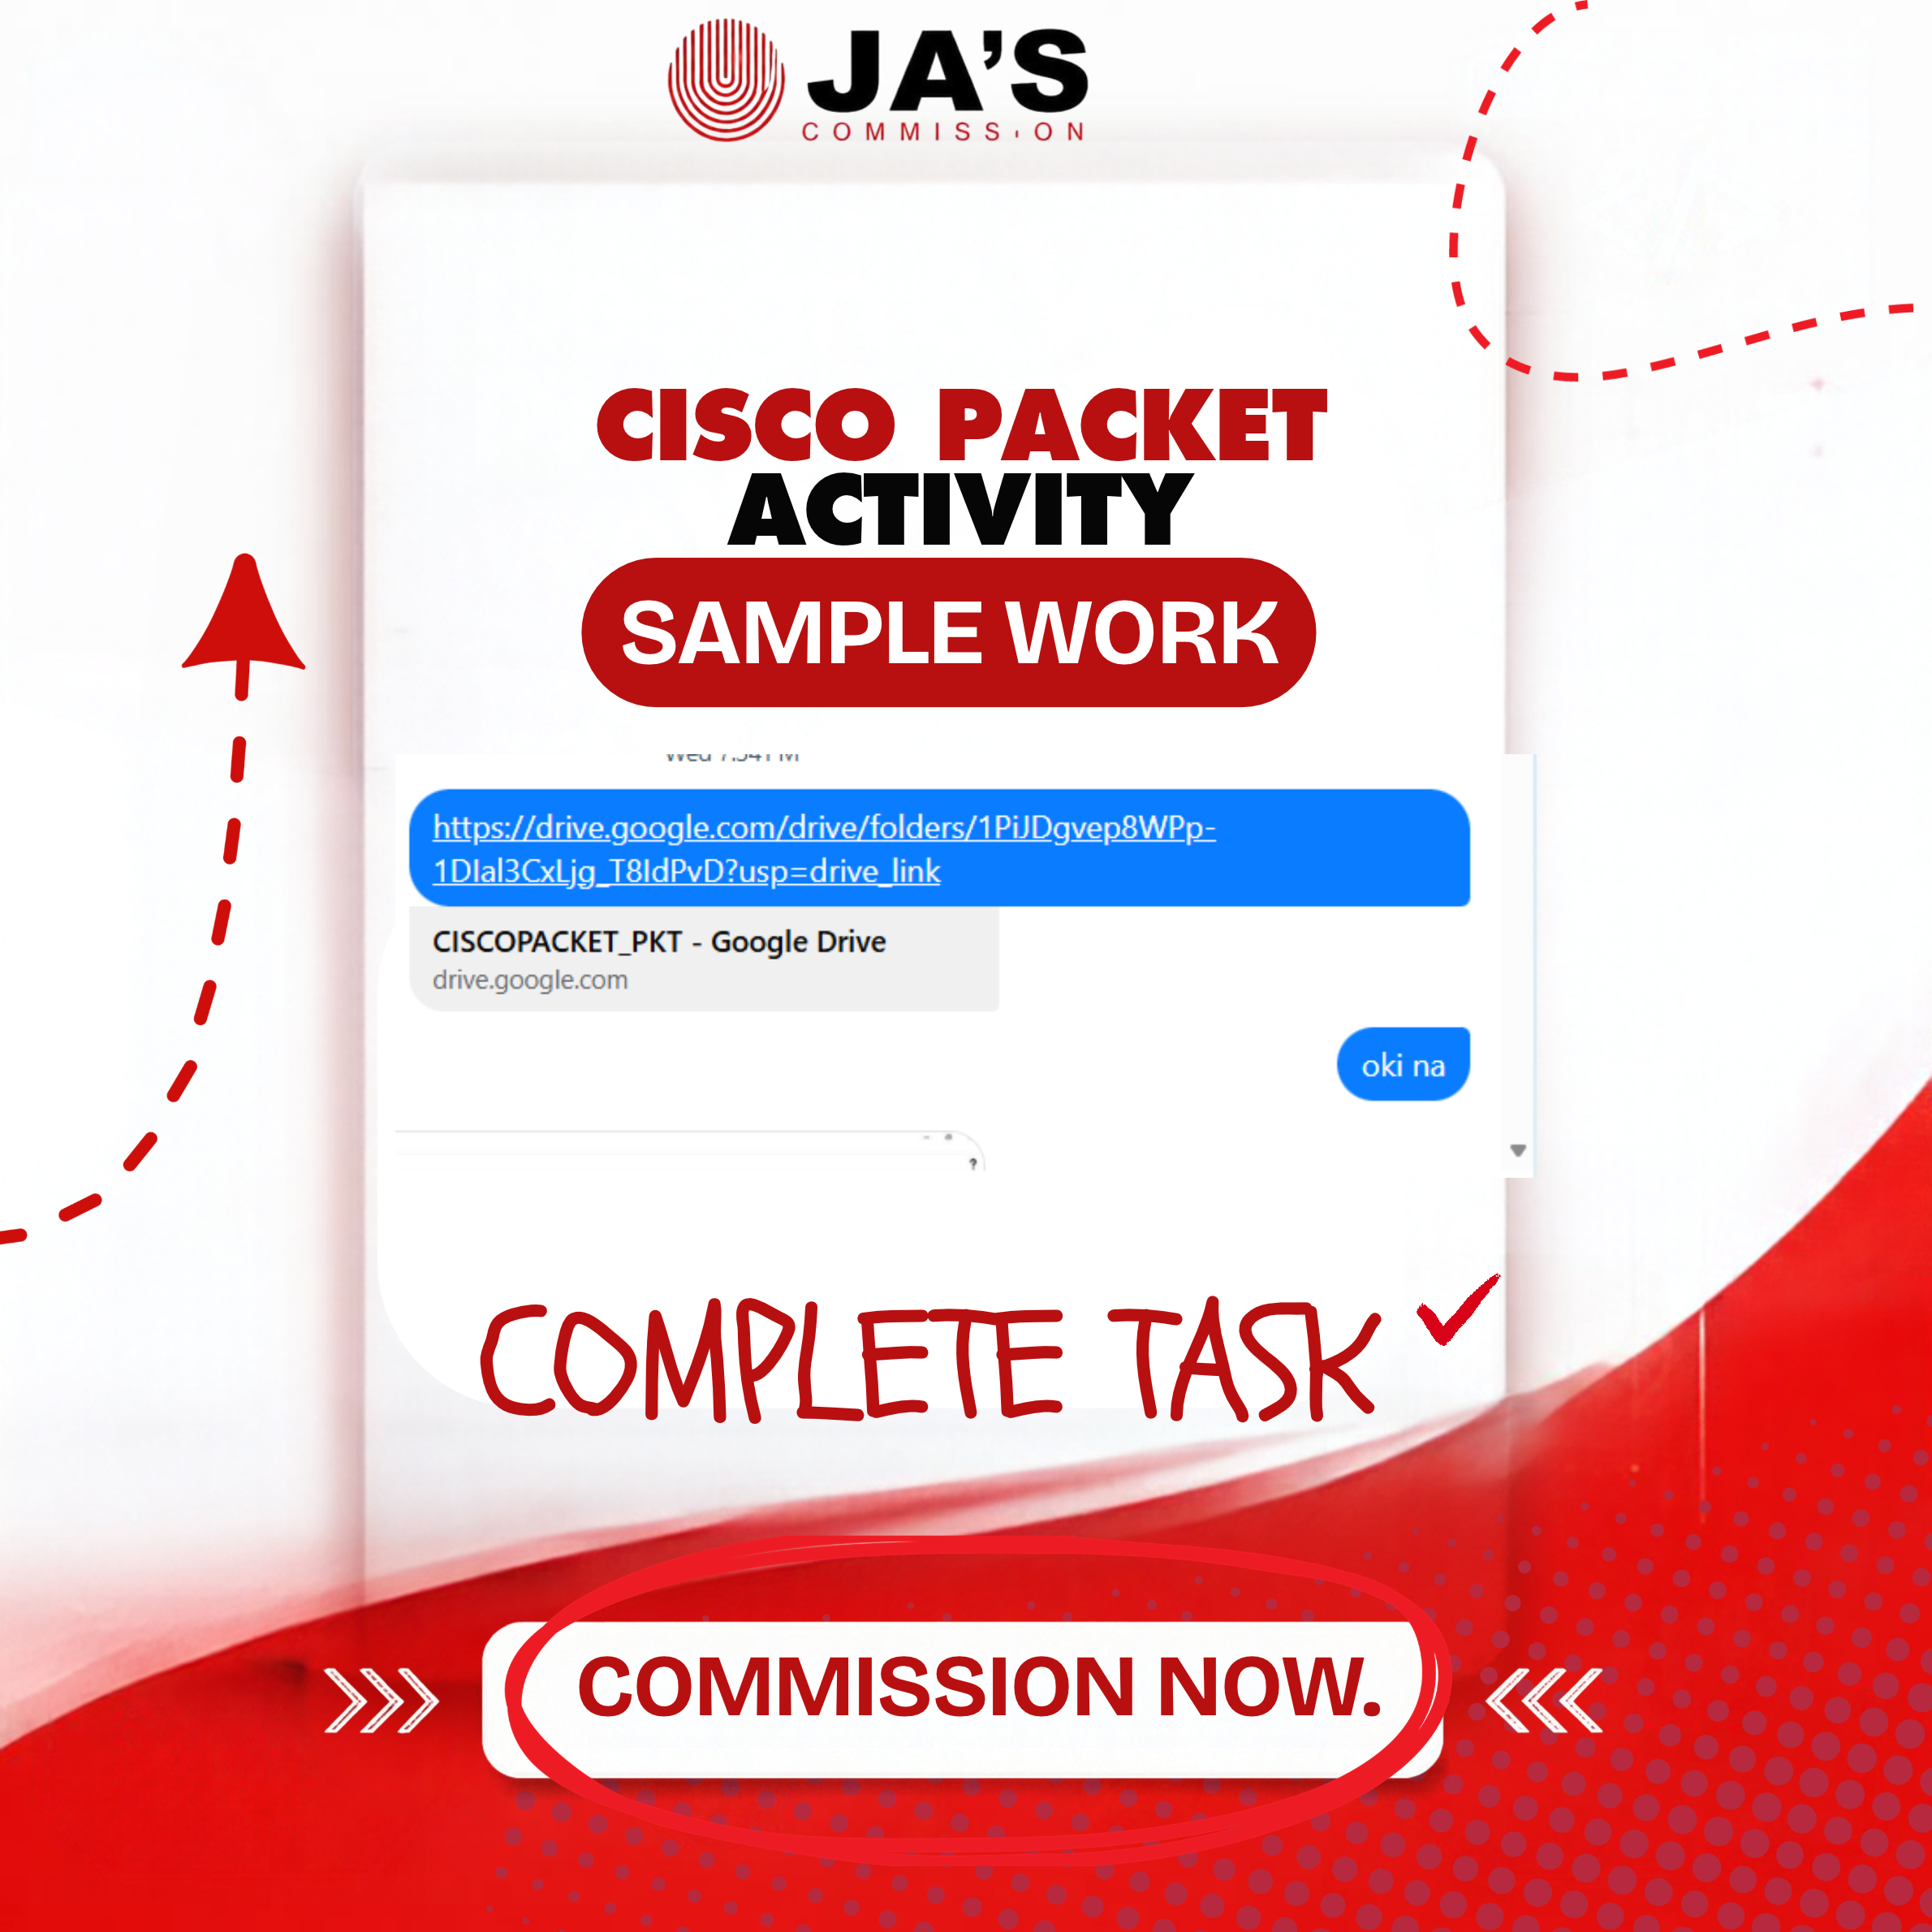 JA'S
COMMISSION
CISCO PACKET
ACTIVITY
SAMPLE WORK
https://drive.google.com/drive/folders/1PiJDgvep8WPp-
1DIal3CxLjg_T8IdPvD?usp=drive_link
CISCOPACKET_PKT - Google Drive
drive.google.com
oki na
?
COMPLETE TASK
COMMISSION NOW.